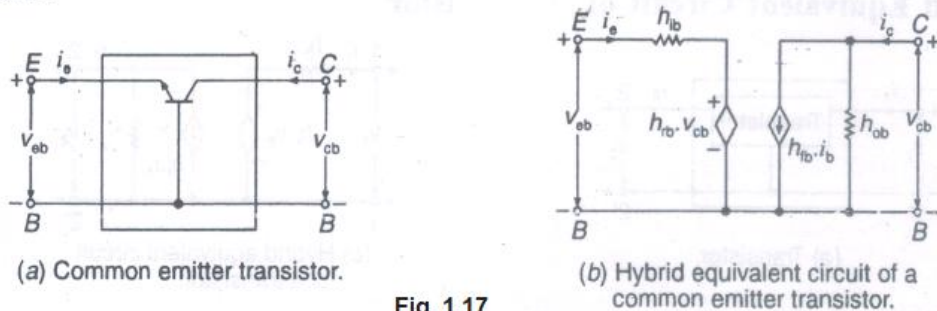 E
i_e
i_c
C
+
+
v_eb
v_cb
B
B
(a) Common emitter transistor.
E
i_e
h_ib
i_c
C
+
+
v_eb
h_rb.v_cb
+
–
h_fb.i_b
h_ob
v_cb
–
–
B
B
(b) Hybrid equivalent circuit of a
common emitter transistor.
Fig. 1.17